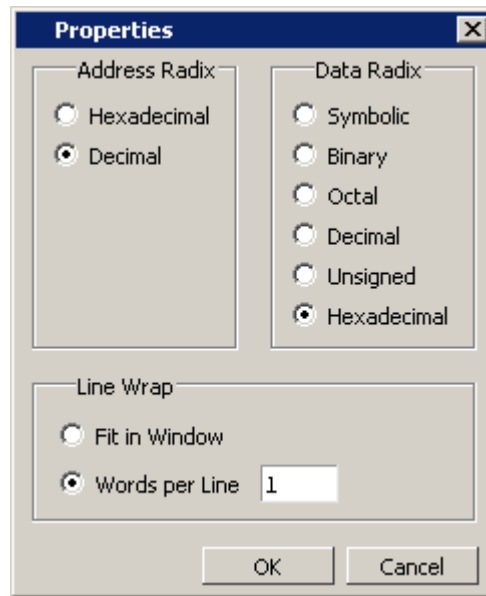 Properties
Address Radix
Hexadecimal
Decimal
Data Radix
Symbolic
Binary
Octal
Decimal
Unsigned
Hexadecimal
Line Wrap
Fit in Window
Words per Line 1
OK Cancel